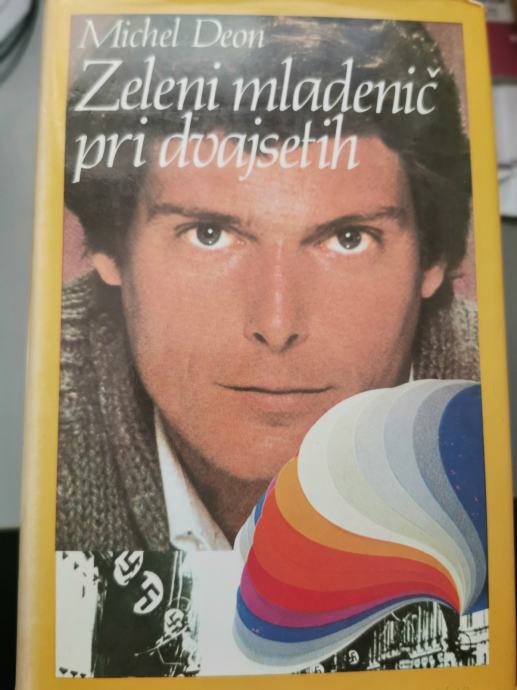 Michel Deon
Zeleni mladenič
pri dvajsetih